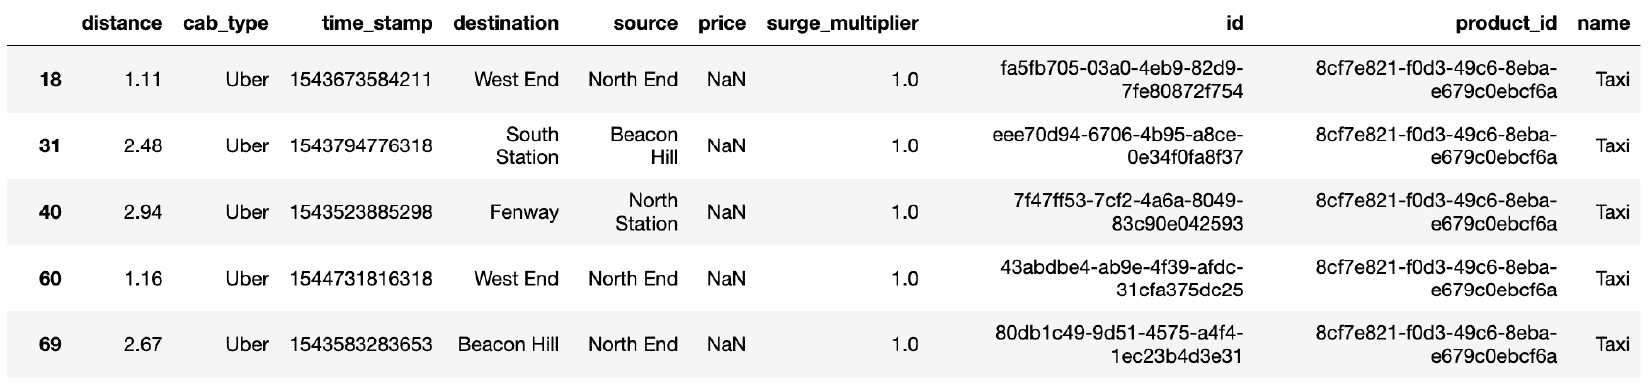 distance cab_type time_stamp destination source price surge_multiplier id product_id name
18 1.11 Uber 1543673584211 West End North End NaN 1.0 fa5fb705-03a0-4eb9-82d9-7fe80872f754 8cf7e821-f0d3-49c6-8eba-e679c0ebcf6a Taxi
31 2.48 Uber 1543794776318 South Station Beacon Hill NaN 1.0 eee70d94-6706-4b95-a8ce-0e34f0fa8f37 8cf7e821-f0d3-49c6-8eba-e679c0ebcf6a Taxi
40 2.94 Uber 1543523885298 Fenway North Station NaN 1.0 7f47ff53-7cf2-4a6a-8049-83c90e042593 8cf7e821-f0d3-49c6-8eba-e679c0ebcf6a Taxi
60 1.16 Uber 1544731816318 West End North End NaN 1.0 43abdbe4-ab9e-4f39-afdc-31cfa375dc25 8cf7e821-f0d3-49c6-8eba-e679c0ebcf6a Taxi
69 2.67 Uber 1543583283653 Beacon Hill North End NaN 1.0 80db1c49-9d51-4575-a4f4-1ec23b4d3e31 8cf7e821-f0d3-49c6-8eba-e679c0ebcf6a Taxi